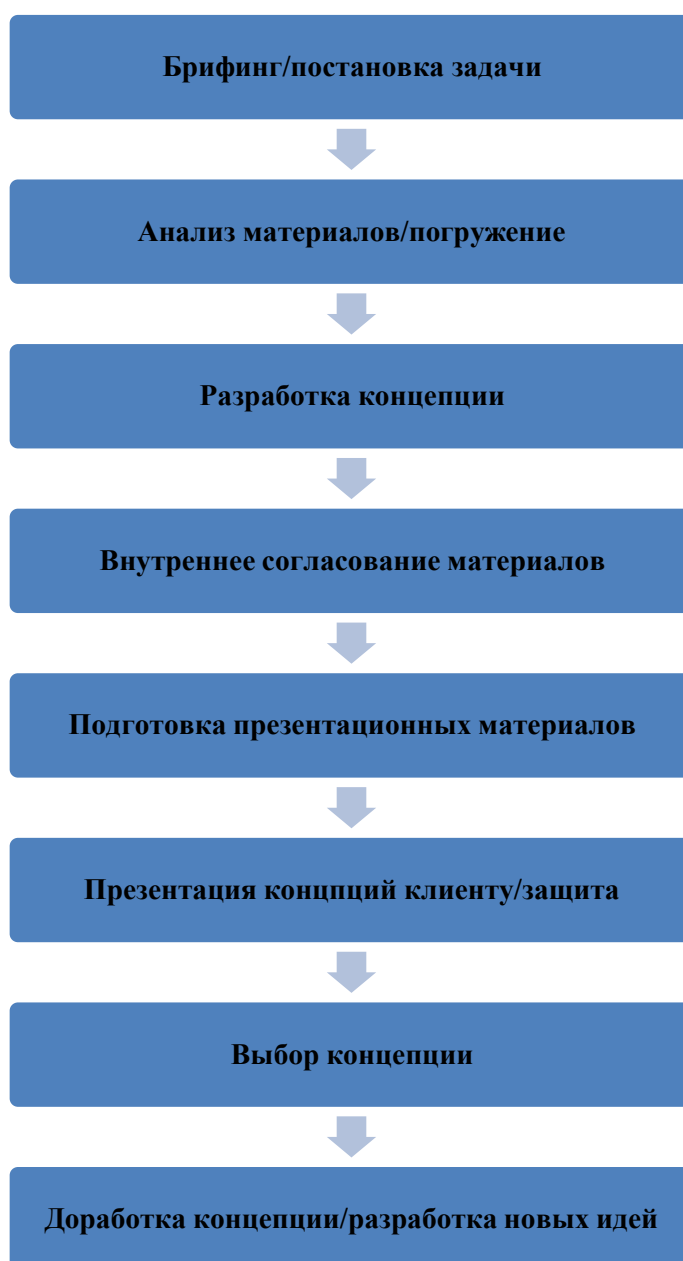 Брифинг/постановка задачи
Анализ материалов/погружение
Разработка концепции
Внутреннее согласование материалов
Подготовка презентационных материалов
Презентация концпций клиенту/защита
Выбор концепции
Доработка концепции/разработка новых идей